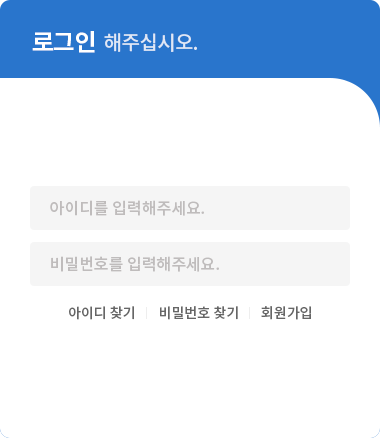 로그인 해주십시오.
아이디를 입력해주세요.
비밀번호를 입력해주세요.
아이디 찾기 비밀번호 찾기 회원가입